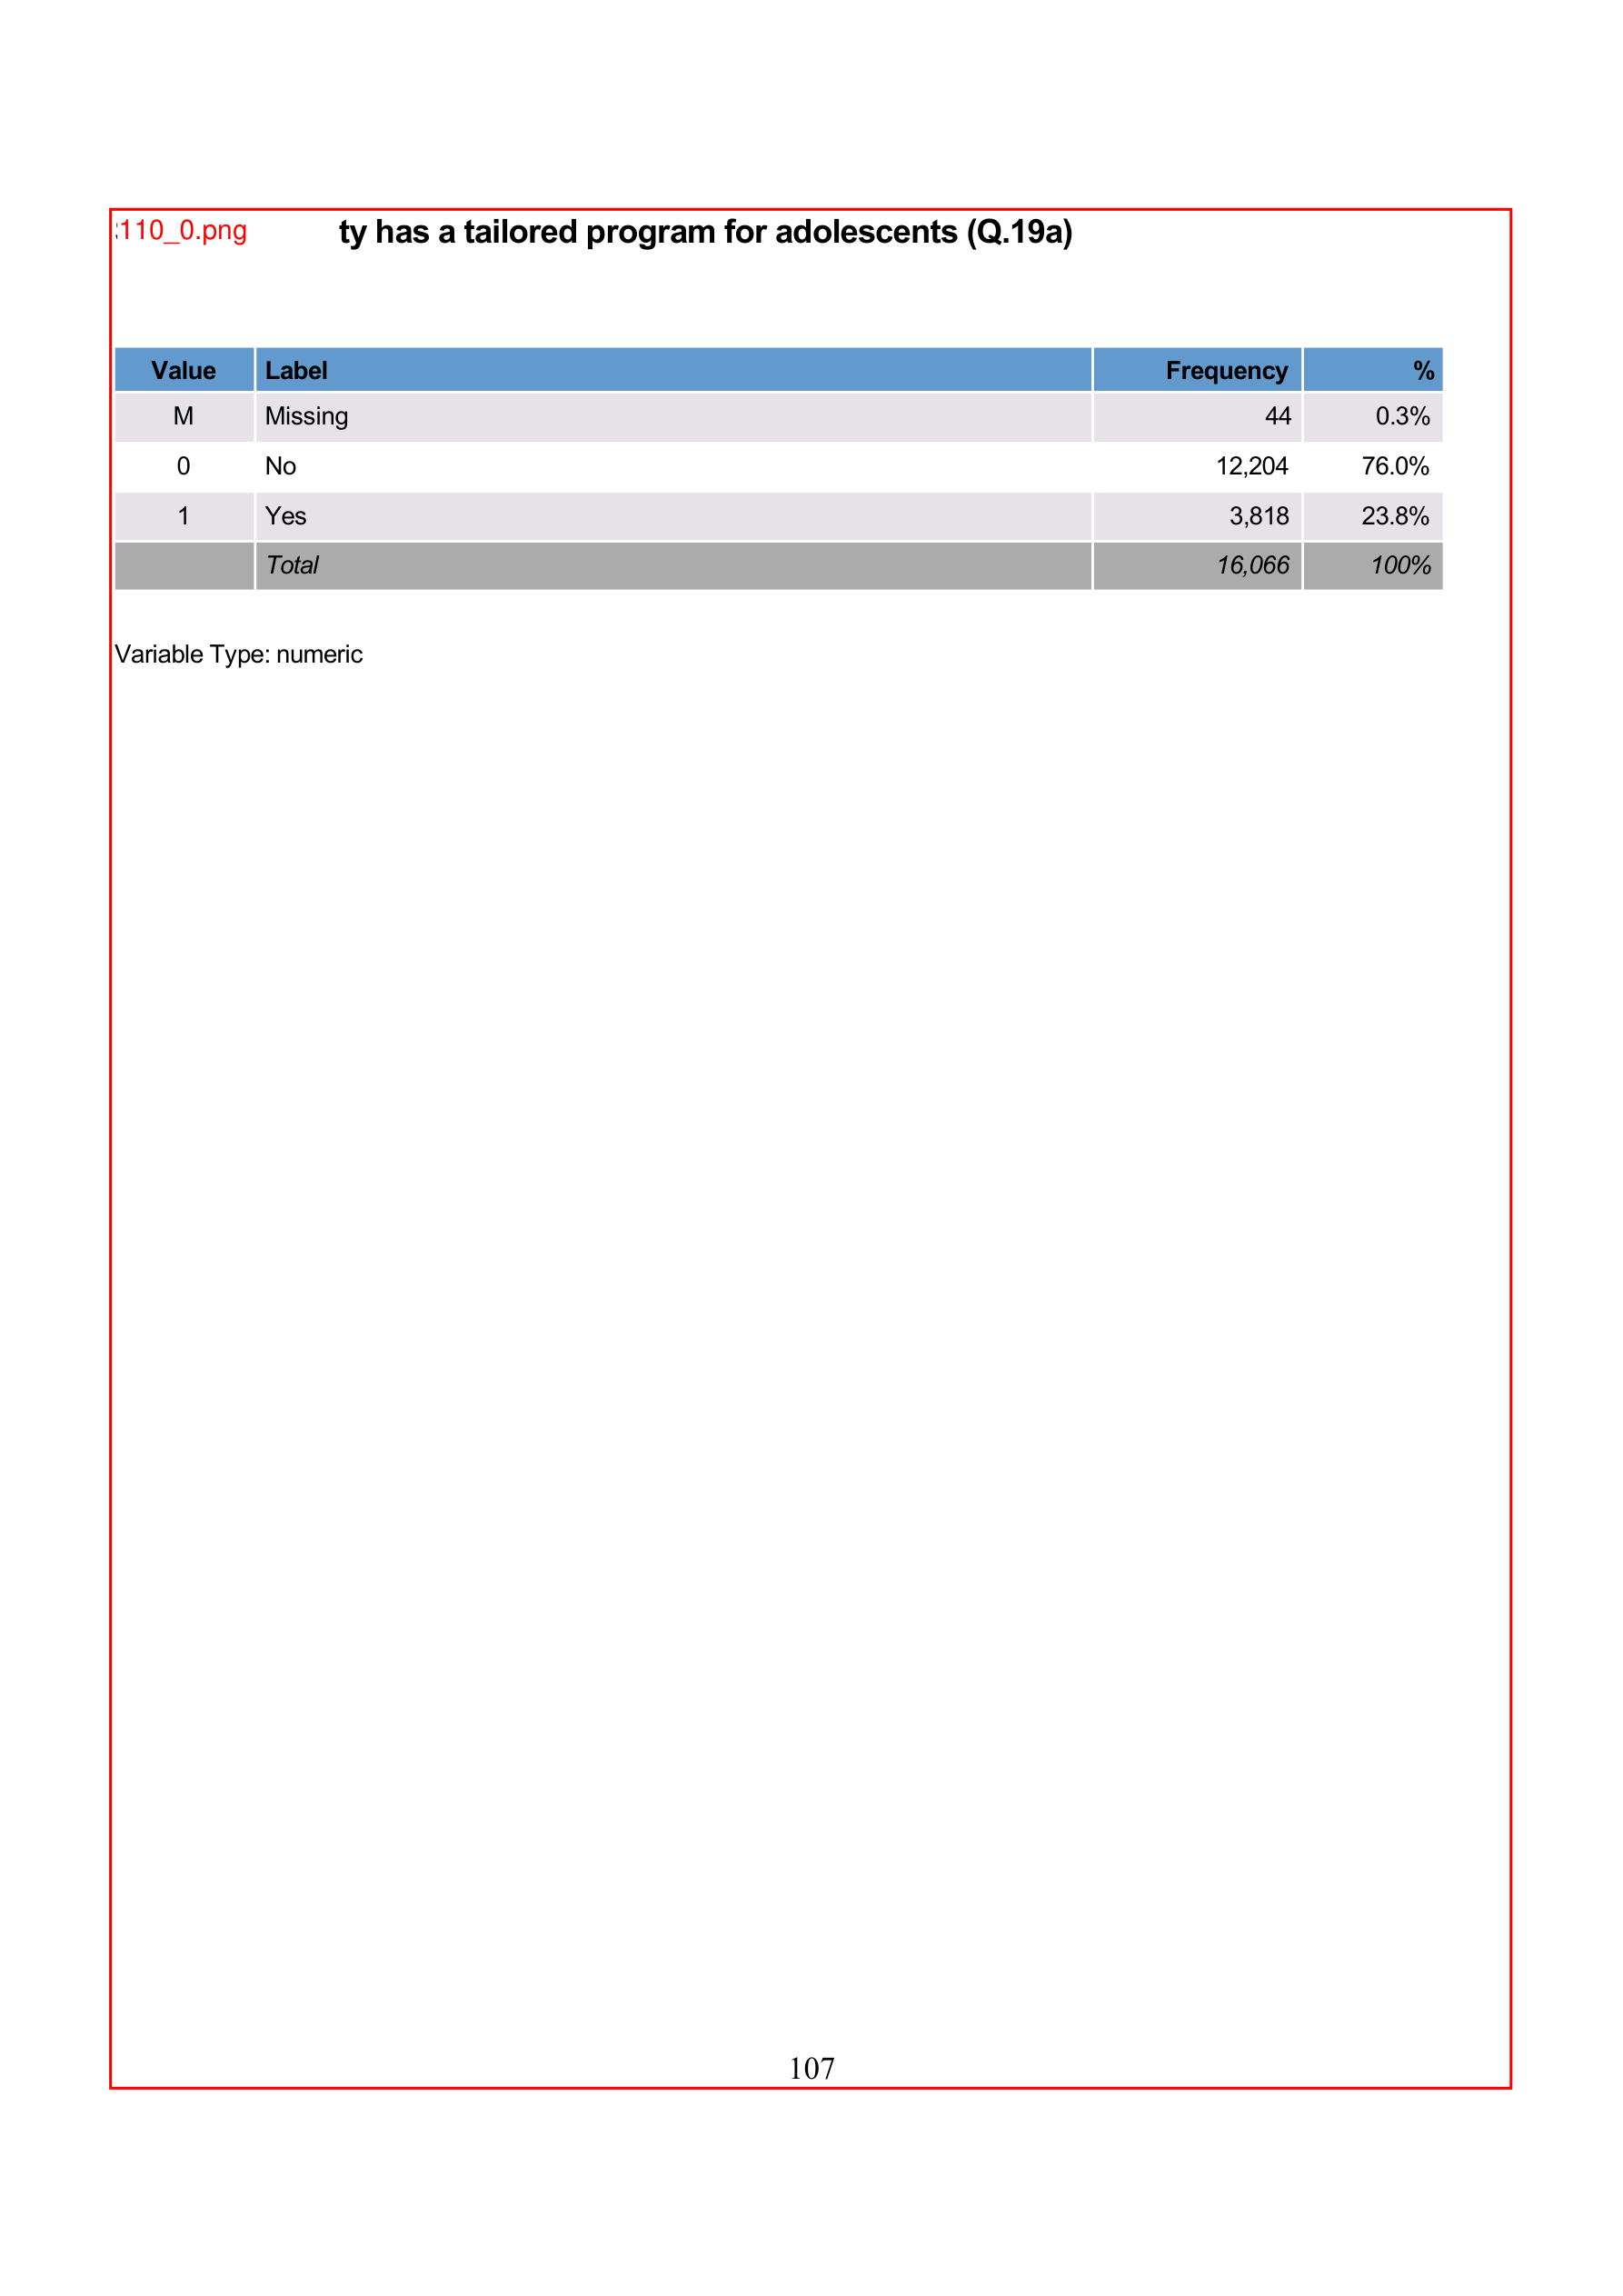 110_0.png ty has a tailored program for adolescents (Q.19a)
Value Label Frequency %
M Missing 44 0.3%
0 No 12,204 76.0%
1 Yes 3,818 23.8%
Total 16,066 100%
Variable Type: numeric
107